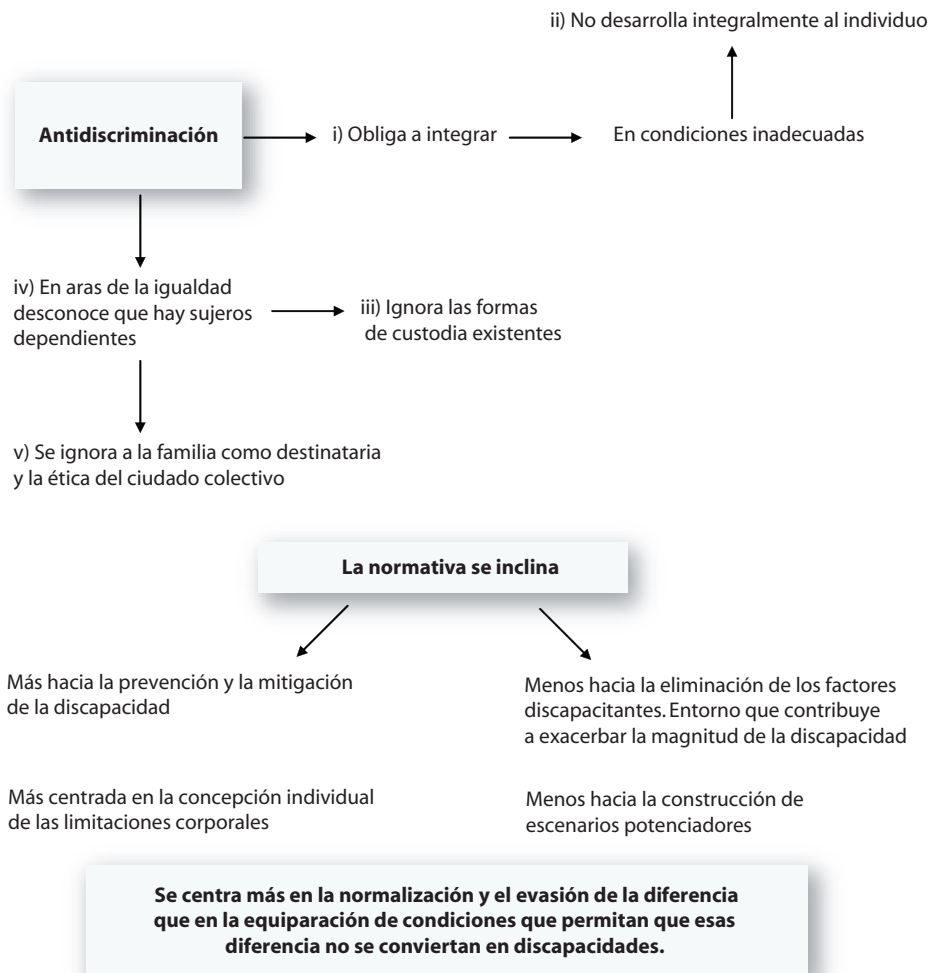 ii) No desarrolla integralmente al individuo
Antidiscriminación
i) Obliga a integrar
En condiciones inadecuadas
iv) En aras de la igualdad
desconoce que hay sujeros
dependientes
iii) Ignora las formas
de custodia existentes
v) Se ignora a la familia como destinataria
y la ética del ciudado colectivo
La normativa se inclina
Más hacia la prevención y la mitigación
de la discapacidad
Menos hacia la eliminación de los factores
discapacitantes. Entorno que contribuye
a exacerbar la magnitud de la discapacidad
Más centrada en la concepción individual
de las limitaciones corporales
Menos hacia la construcción de
escenarios potenciadores
Se centra más en la normalización y el evasión de la diferencia
que en la equiparación de condiciones que permitan que esas
diferencia no se conviertan en discapacidades.